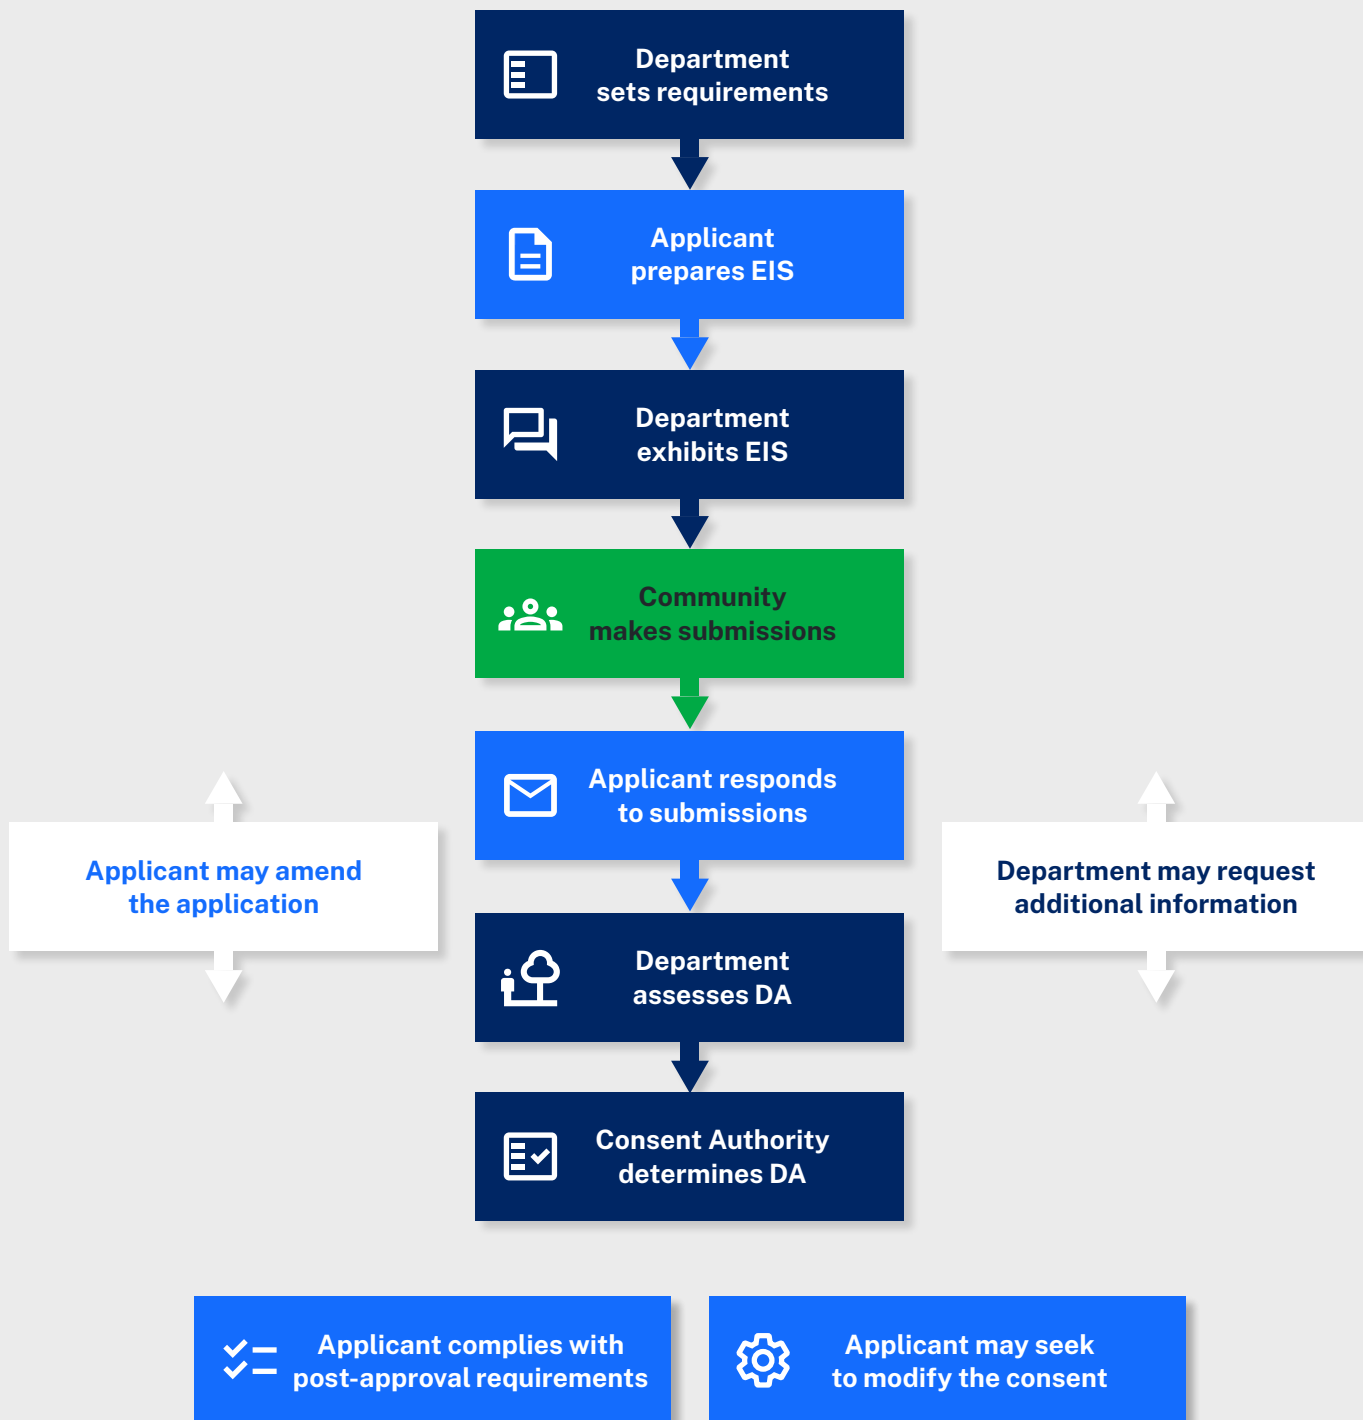 Department
sets requirements
Applicant
prepares EIS
Department
exhibits EIS
Community
makes submissions
Applicant responds
to submissions
Applicant may amend
the application
Department may request
additional information
Department
assesses DA
Consent Authority
determines DA
Applicant complies with
post-approval requirements
Applicant may seek
to modify the consent